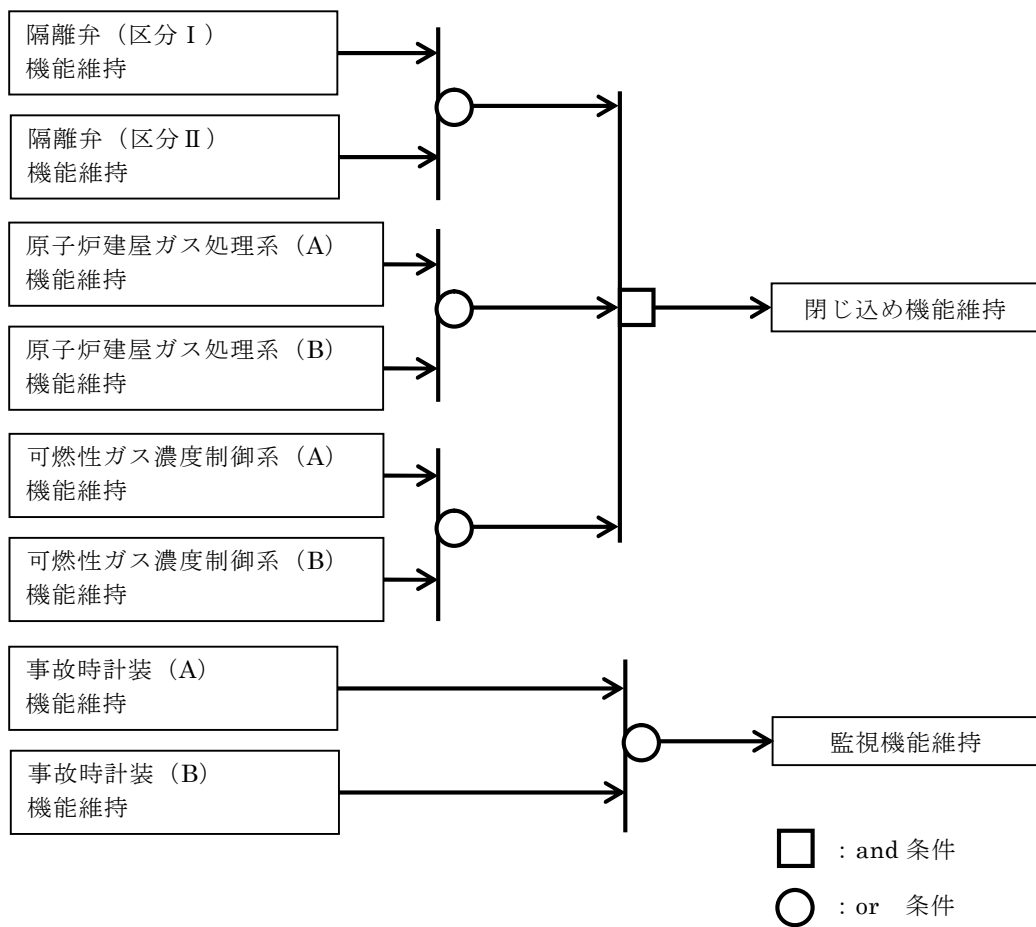 隔離弁（区分Ⅰ）
機能維持
隔離弁（区分Ⅱ）
機能維持
原子炉建屋ガス処理系（A）
機能維持
原子炉建屋ガス処理系（B）
機能維持
可燃性ガス濃度制御系（A）
機能維持
可燃性ガス濃度制御系（B）
機能維持
閉じ込め機能維持
事故時計装（A）
機能維持
事故時計装（B）
機能維持
監視機能維持
：and 条件
：or　条件